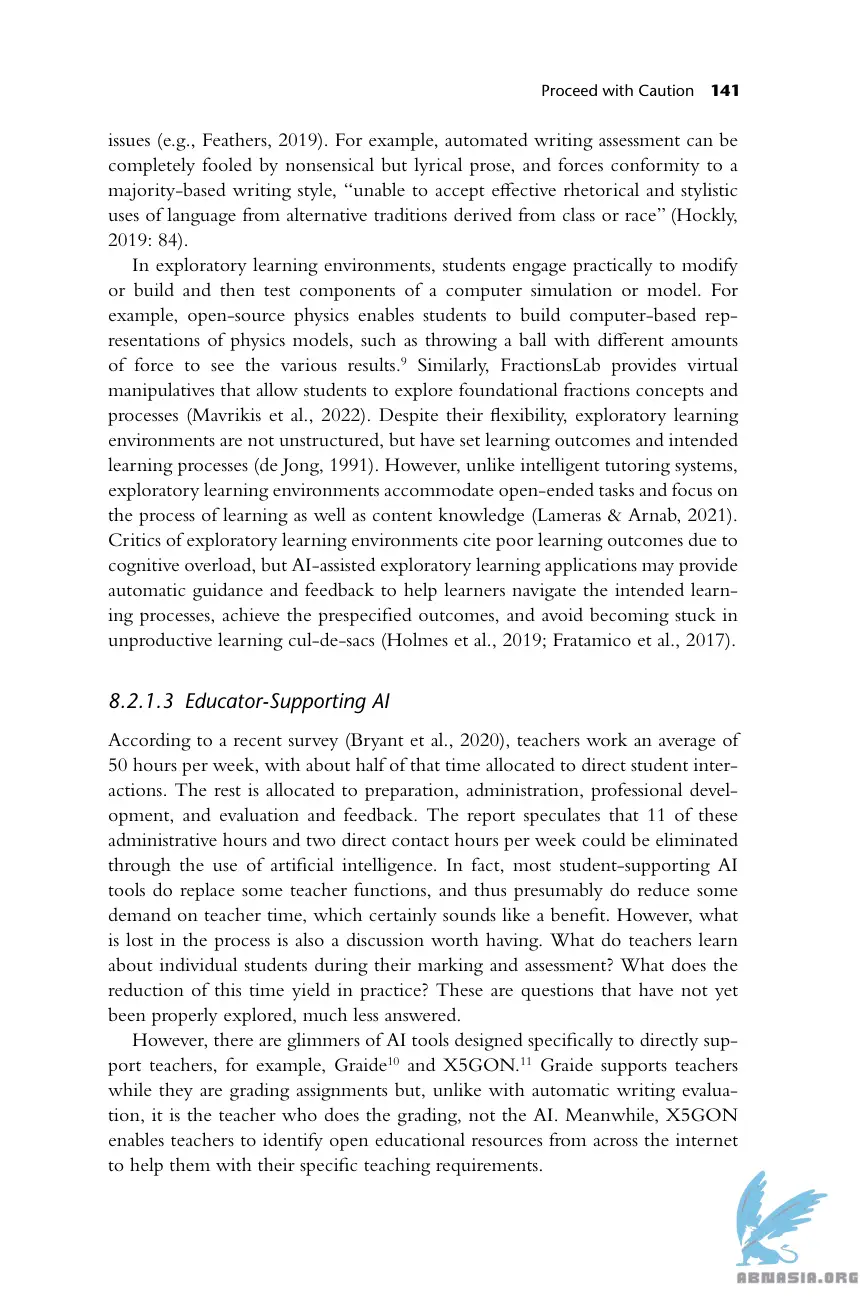 Proceed with Caution 141
issues (e.g., Feathers, 2019). For example, automated writing assessment can be
completely fooled by nonsensical but lyrical prose, and forces conformity to a
majority-based writing style, “unable to accept effective rhetorical and stylistic
uses of language from alternative traditions derived from class or race” (Hockly,
2019: 84).
In exploratory learning environments, students engage practically to modify
or build and then test components of a computer simulation or model. For
example, open-source physics enables students to build computer-based rep-
resentations of physics models, such as throwing a ball with different amounts
of force to see the various results.⁹ Similarly, FractionsLab provides virtual
manipulatives that allow students to explore foundational fractions concepts and
processes (Mavrikis et al., 2022). Despite their flexibility, exploratory learning
environments are not unstructured, but have set learning outcomes and intended
learning processes (de Jong, 1991). However, unlike intelligent tutoring systems,
exploratory learning environments accommodate open-ended tasks and focus on
the process of learning as well as content knowledge (Lameras & Arnab, 2021).
Critics of exploratory learning environments cite poor learning outcomes due to
cognitive overload, but AI-assisted exploratory learning applications may provide
automatic guidance and feedback to help learners navigate the intended learn-
ing processes, achieve the prespecified outcomes, and avoid becoming stuck in
unproductive learning cul-de-sacs (Holmes et al., 2019; Fratamico et al., 2017).
8.2.1.3 Educator-Supporting AI
According to a recent survey (Bryant et al., 2020), teachers work an average of
50 hours per week, with about half of that time allocated to direct student inter-
actions. The rest is allocated to preparation, administration, professional devel-
opment, and evaluation and feedback. The report speculates that 11 of these
administrative hours and two direct contact hours per week could be eliminated
through the use of artificial intelligence. In fact, most student-supporting AI
tools do replace some teacher functions, and thus presumably do reduce some
demand on teacher time, which certainly sounds like a benefit. However, what
is lost in the process is also a discussion worth having. What do teachers learn
about individual students during their marking and assessment? What does the
reduction of this time yield in practice? These are questions that have not yet
been properly explored, much less answered.
However, there are glimmers of AI tools designed specifically to directly sup-
port teachers, for example, Graide¹⁰ and X5GON.¹¹ Graide supports teachers
while they are grading assignments but, unlike with automatic writing evalua-
tion, it is the teacher who does the grading, not the AI. Meanwhile, X5GON
enables teachers to identify open educational resources from across the internet
to help them with their specific teaching requirements.
ABNASIA.ORG